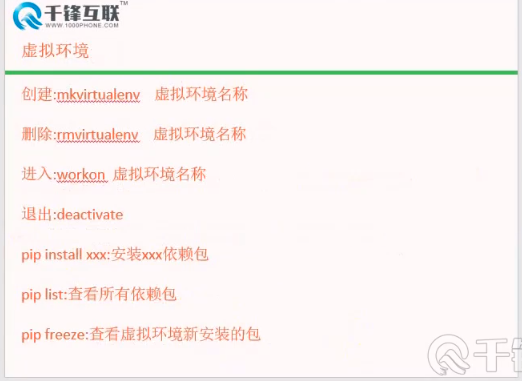 千锋互联™
WWW.1000PHONE.COM
虚拟环境
创建:mkvirtualenv 虚拟环境名称
删除:rmvirtualenv 虚拟环境名称
进入:workon 虚拟环境名称
退出:deactivate
pip install xxx:安装xxx依赖包
pip list:查看所有依赖包
pip freeze:查看虚拟环境新安装的包
千锋